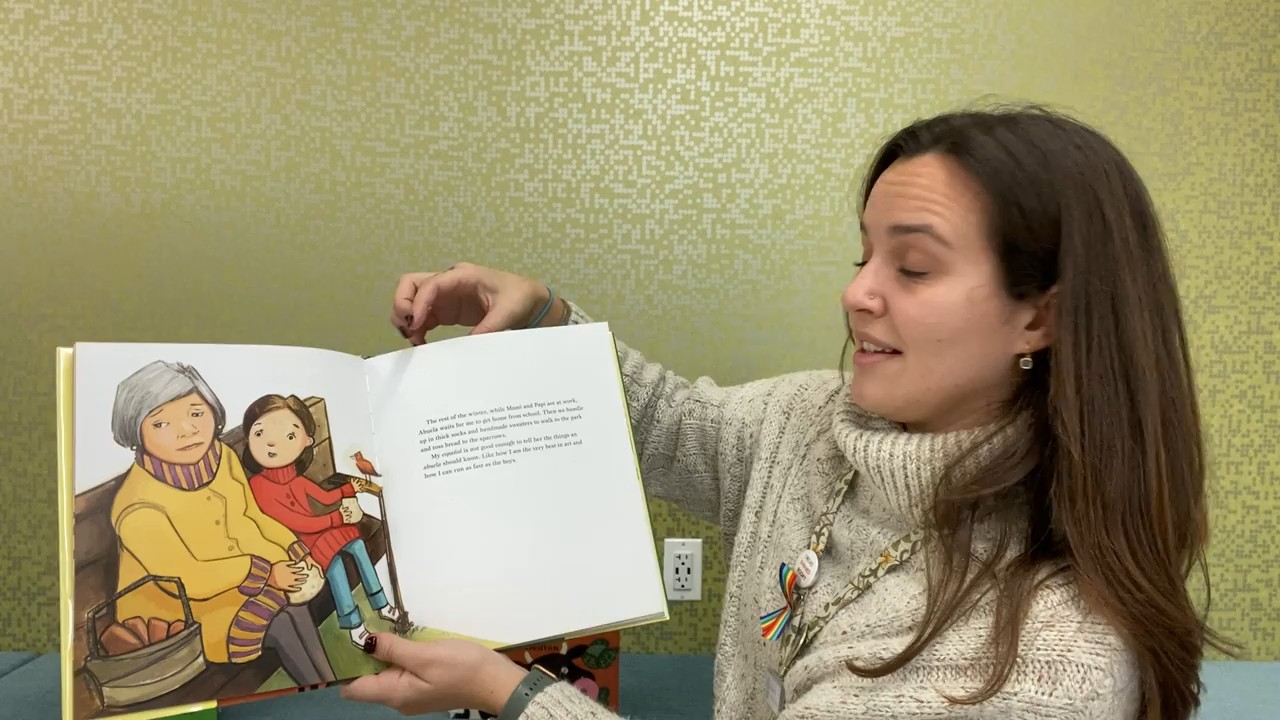 The rest of the winter, while Mami and Papi are at work,
Abuela waits for me to get home from school. Then we bundle
up in thick socks and handmade sweaters to walk to the park
and toss bread to the sparrows.
My español is not good enough to tell her the things an
abuela should know. Like how I am the very best in art and
how I can run as fast as the boys.